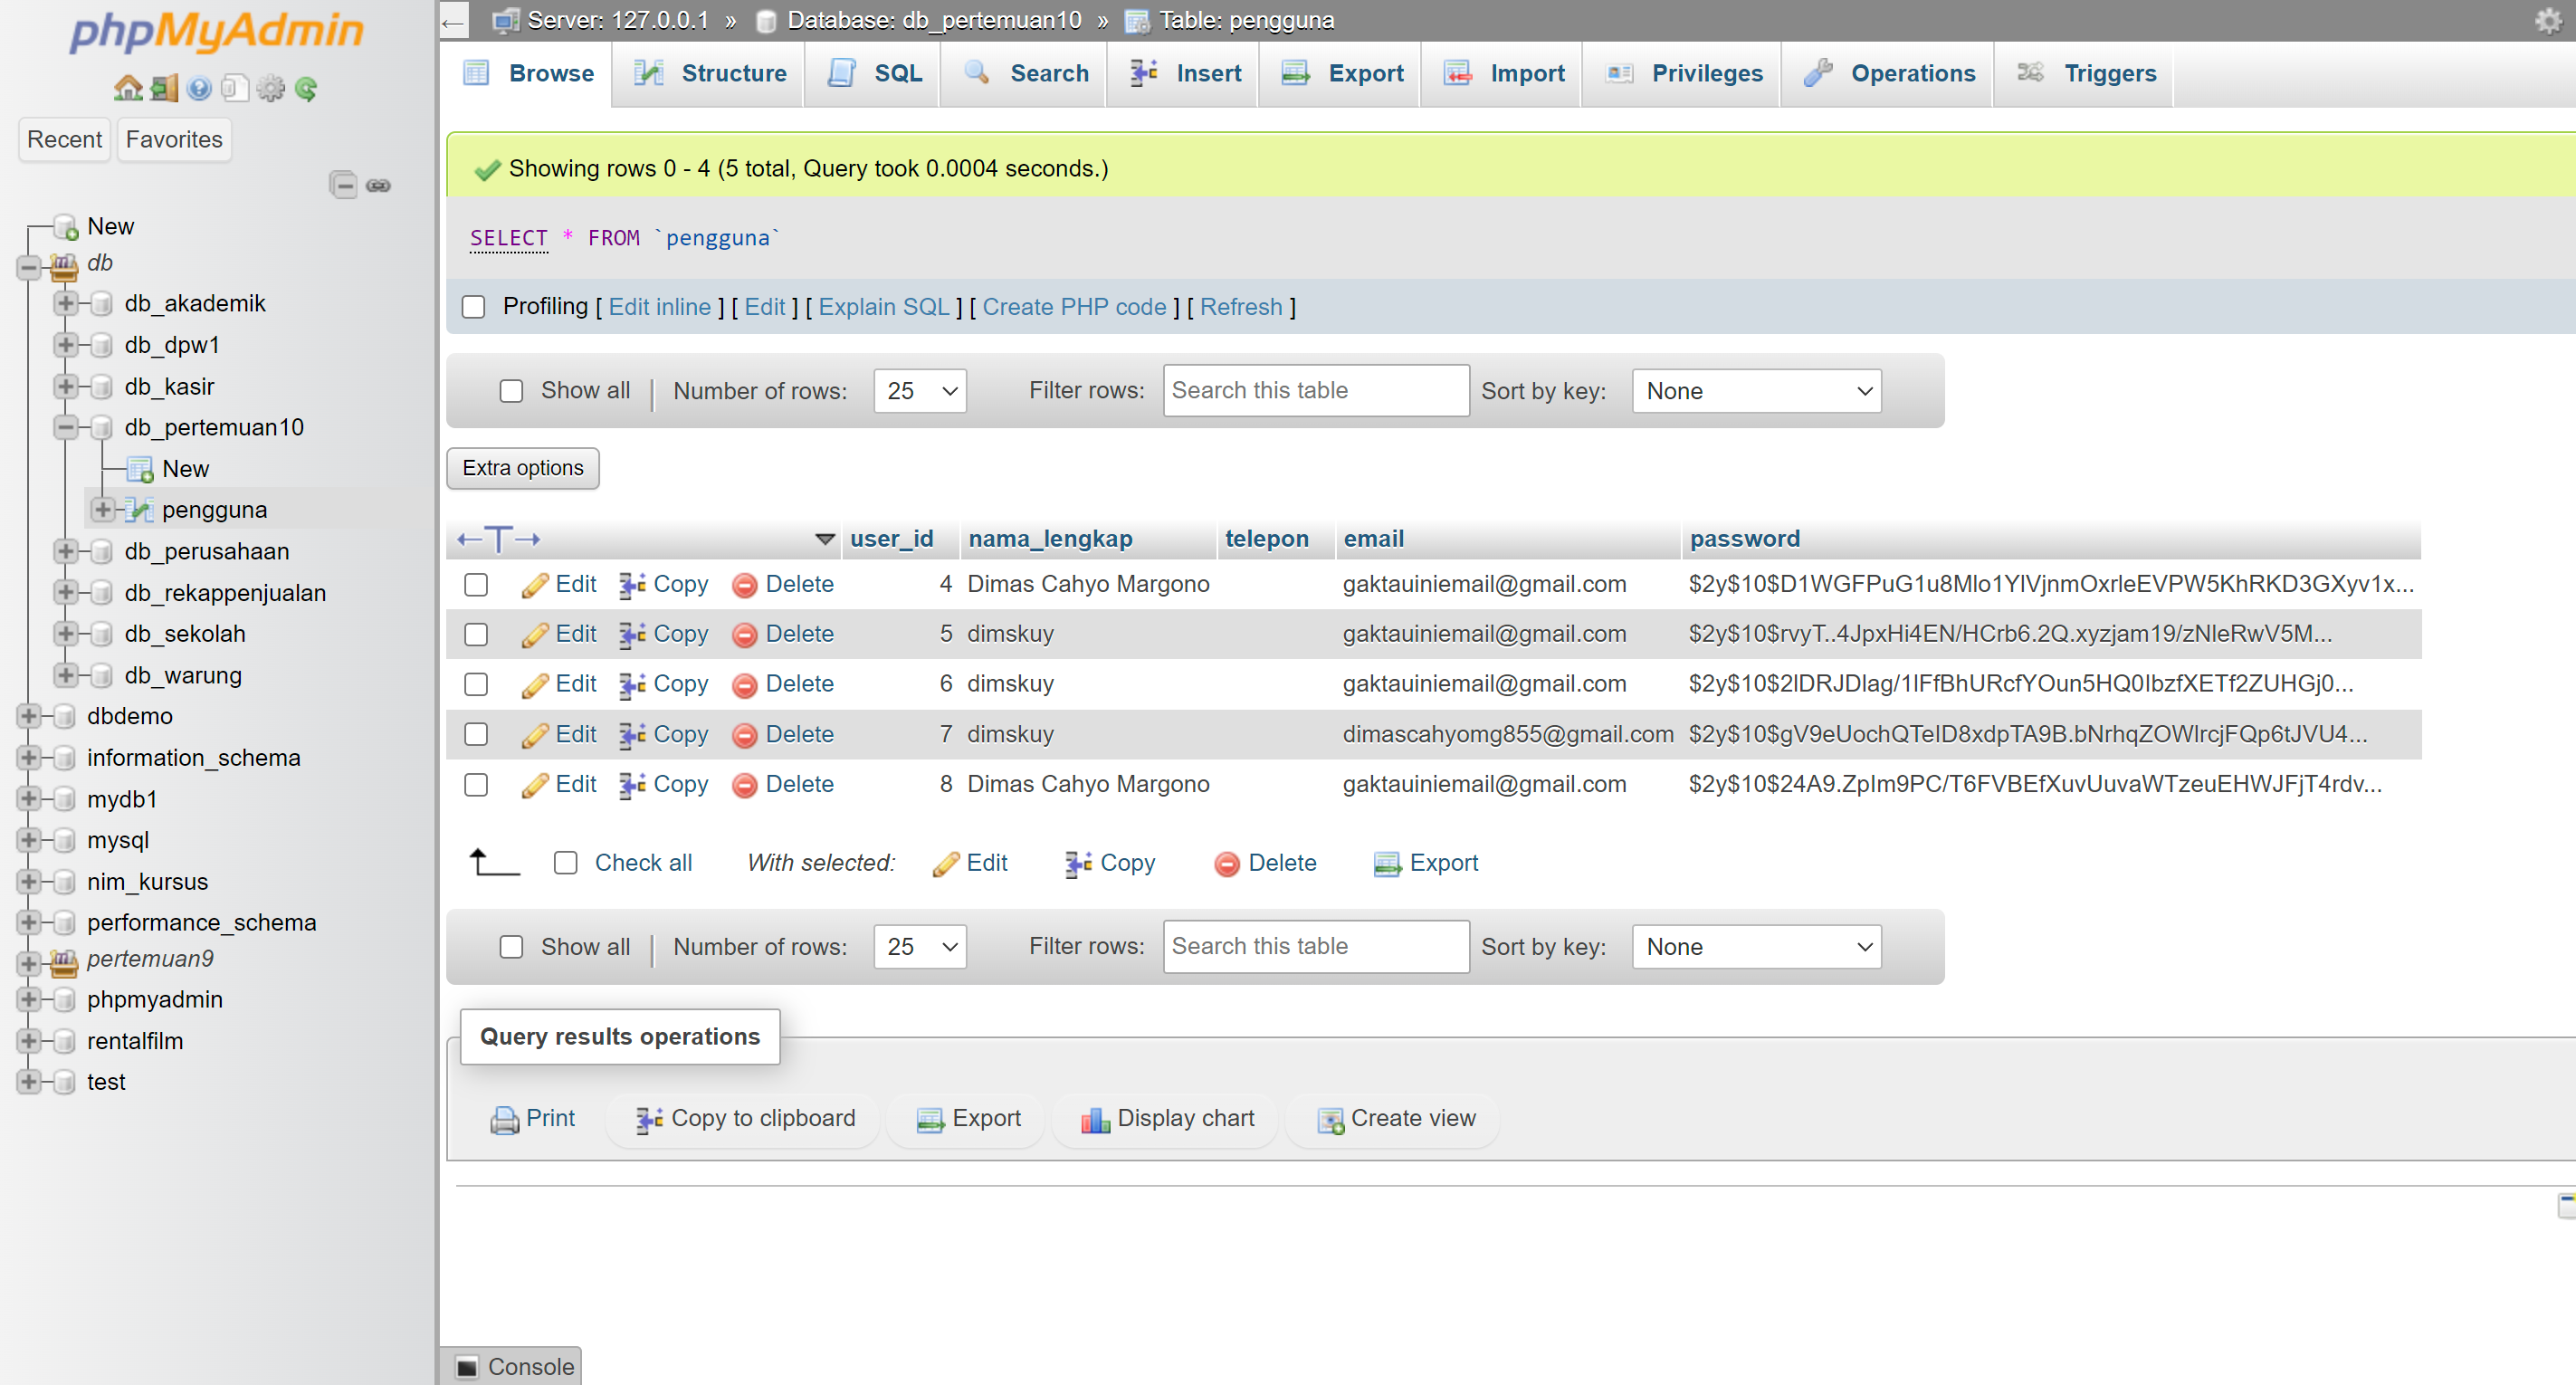 phpMyAdmin
Recent Favorites
New
db
db_akademik
db_dpw1
db_kasir
db_pertemuan10
New
pengguna
db_perusahaan
db_rekappenjualan
db_sekolah
db_warung
dbdemo
information_schema
mydb1
mysql
nim_kursus
performance_schema
pertemuan9
phpmyadmin
rentalfilm
test
Server: 127.0.0.1 » Database: db_pertemuan10 » Table: pengguna
Browse Structure SQL Search Insert Export Import Privileges Operations Triggers
Showing rows 0 - 4 (5 total, Query took 0.0004 seconds.)
SELECT * FROM `pengguna`
Profiling [ Edit inline ] [ Edit ] [ Explain SQL ] [ Create PHP code ] [ Refresh ]
Show all | Number of rows: 25 Filter rows: Search this table Sort by key: None
Extra options
←T→ user_id nama_lengkap telepon email password
Edit Copy Delete 4 Dimas Cahyo Margono gaktauiniemail@gmail.com $2y$10$D1WGFPuG1u8Mlo1YlVjnmOxrleEVPW5KhRKD3GXyv1x...
Edit Copy Delete 5 dimskuy gaktauiniemail@gmail.com $2y$10$rvyT..4JpxHi4EN/HCrb6.2Q.xyzjam19/zNleRwV5M...
Edit Copy Delete 6 dimskuy gaktauiniemail@gmail.com $2y$10$2lDRJDlag/1lFfBhURcfYOun5HQ0lbzfXETf2ZUHGj0...
Edit Copy Delete 7 dimskuy dimascahyomg855@gmail.com $2y$10$gV9eUochQTelD8xdpTA9B.bNrhqZOWlrcjFQp6tJVU4...
Edit Copy Delete 8 Dimas Cahyo Margono gaktauiniemail@gmail.com $2y$10$24A9.Zplm9PC/T6FVBEfXuvUuvaWTzeuEHWJFjT4rdv...
Check all With selected: Edit Copy Delete Export
Show all | Number of rows: 25 Filter rows: Search this table Sort by key: None
Query results operations
Print Copy to clipboard Export Display chart Create view
Console